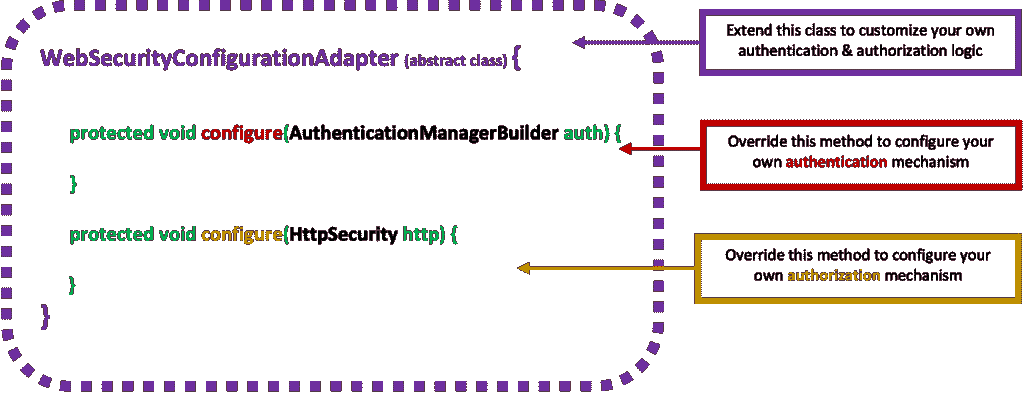 Extend this class to customize your own
authentication & authorization logic
WebSecurityConfigurationAdapter (abstract class) {
protected void configure(AuthenticationManagerBuilder auth) {
Override this method to configure your
own authentication mechanism
}
protected void configure(HttpSecurity http) {
Override this method to configure your
own authorization mechanism
}
}